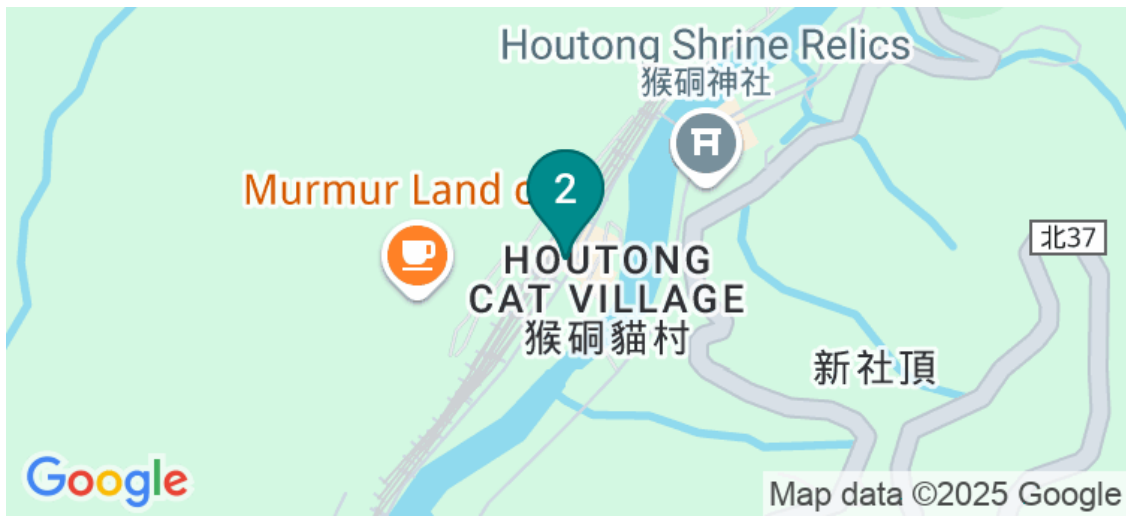 Houtong Shrine Relics
猴硐神社
Murmur Land c
2
HOUTONG
CAT VILLAGE
猴硐貓村
北37
新社頂
Google
Map data ©2025 Google